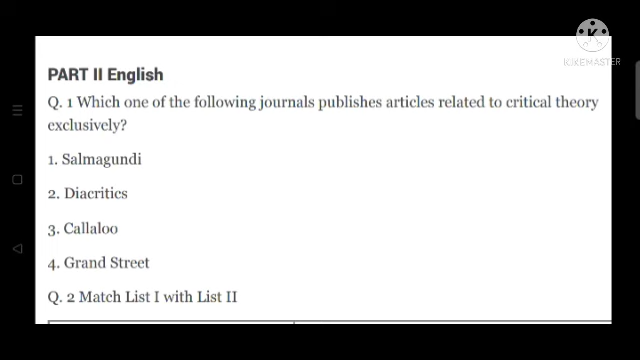 KINEMASTER
PART II English
Q. 1 Which one of the following journals publishes articles related to critical theory
exclusively?
1. Salmagundi
2. Diacritics
3. Callaloo
4. Grand Street
Q. 2 Match List I with List II